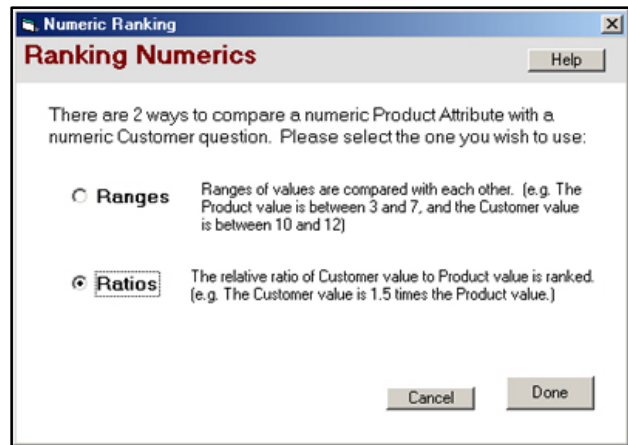 Numeric Ranking
Ranking Numerics
Help
There are 2 ways to compare a numeric Product Attribute with a
numeric Customer question. Please select the one you wish to use:
Ranges
Ranges of values are compared with each other. (e.g. The
Product value is between 3 and 7, and the Customer value
is between 10 and 12)
Ratios
The relative ratio of Customer value to Product value is ranked.
(e.g. The Customer value is 1.5 times the Product value.)
Cancel
Done